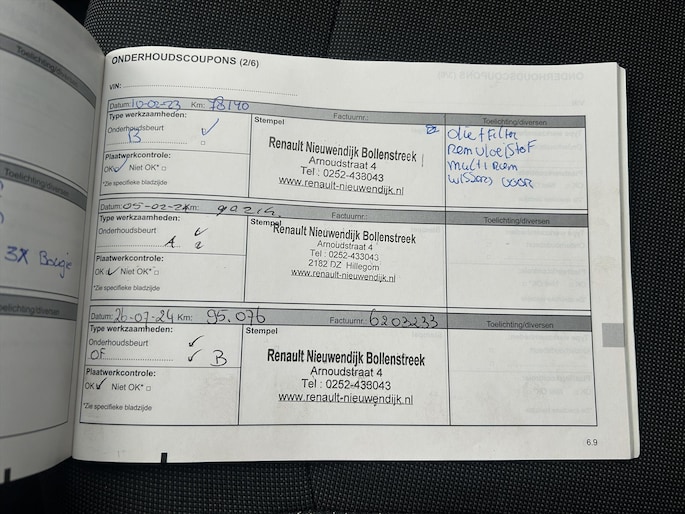 Toelichting/diversen
3X Bougie
Toelichting/diversen
ONDERHOUDSCOUPONS (2/6)
VIN:
Datum: 10-02-23 Km: 78140 Factuurnr.:
Type werkzaamheden:
Onderhoudsbeurt ✓
B
Plaatwerkcontrole:
OK ✓ Niet OK* □
*Zie specifieke bladzijde
Stempel
Renault Nieuwendijk Bollenstreek
Arnoudstraat 4
Tel : 0252-438043
www.renault-nieuwendijk.nl
Toelichting/diversen
olie+Filter
Remvloeistof
multi Riem
wissers voor
Datum: 05-02-24 Km: Factuurnr.:
Type werkzaamheden:
Onderhoudsbeurt ✓
A
Plaatwerkcontrole:
OK ✓ Niet OK* □
*Zie specifieke bladzijde
Stempel
Renault Nieuwendijk Bollenstreek
Arnoudstraat 4
Tel : 0252-433043
2182 DZ Hillegom
www.renault-nieuwendijk.nl
Toelichting/diversen
Datum: 26-07-24 Km: 95.076 Factuurnr.: 6203233
Type werkzaamheden:
Onderhoudsbeurt ✓
OF ✓ B
Plaatwerkcontrole:
OK ✓ Niet OK* □
*Zie specifieke bladzijde
Stempel
Renault Nieuwendijk Bollenstreek
Arnoudstraat 4
Tel : 0252-438043
www.renault-nieuwendijk.nl
Toelichting/diversen
6.9